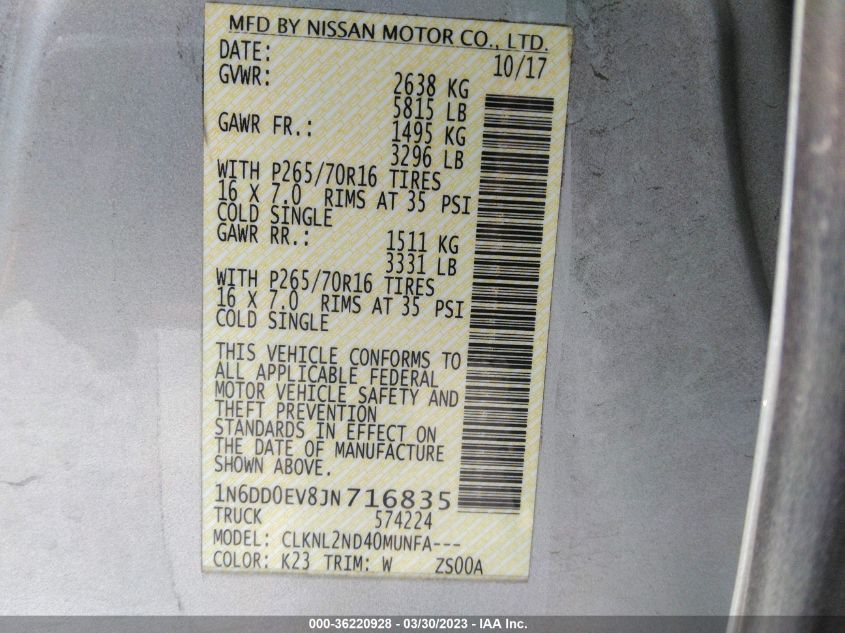 MFD BY NISSAN MOTOR CO., LTD.
DATE: 10/17
GVWR: 2638 KG
5815 LB
GAWR FR.: 1495 KG
3296 LB
WITH P265/70R16 TIRES
16 X 7.0 RIMS AT 35 PSI
COLD SINGLE
GAWR RR.: 1511 KG
3331 LB
WITH P265/70R16 TIRES
16 X 7.0 RIMS AT 35 PSI
COLD SINGLE
THIS VEHICLE CONFORMS TO
ALL APPLICABLE FEDERAL
MOTOR VEHICLE SAFETY AND
THEFT PREVENTION
STANDARDS IN EFFECT ON
THE DATE OF MANUFACTURE
SHOWN ABOVE.
1N6DD0EV8JN716835
TRUCK 574224
MODEL: CLKNL2ND40MUNFA---
COLOR: K23 TRIM: W ZS00A
000-36220928 - 03/30/2023 - IAA Inc.